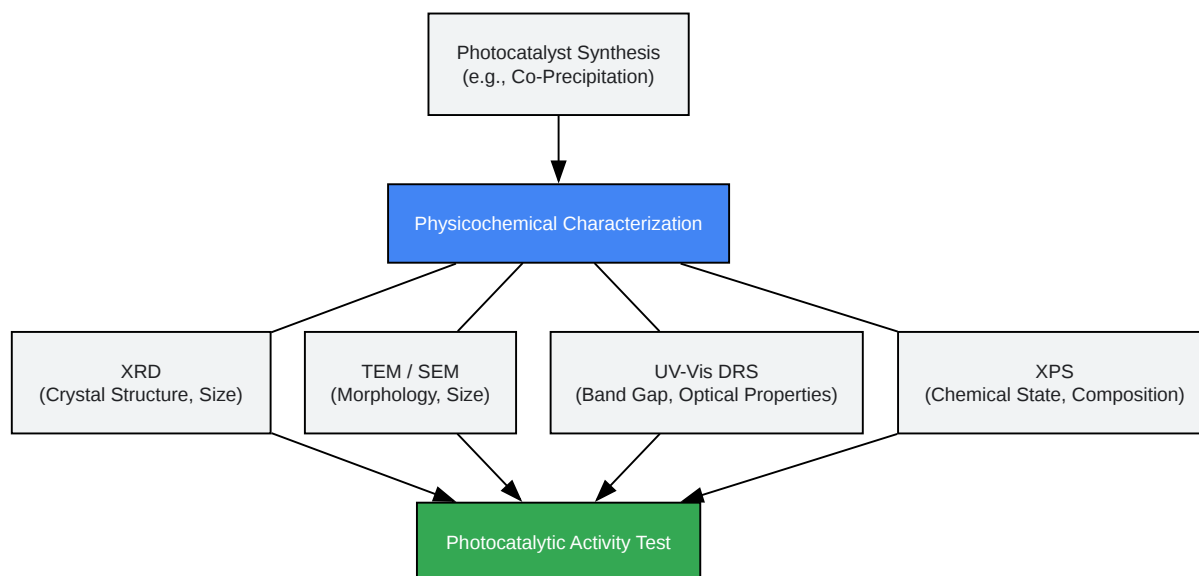 Photocatalyst Synthesis
(e.g., Co-Precipitation)
Physicochemical Characterization
XRD
(Crystal Structure, Size)
TEM / SEM
(Morphology, Size)
UV-Vis DRS
(Band Gap, Optical Properties)
XPS
(Chemical State, Composition)
Photocatalytic Activity Test